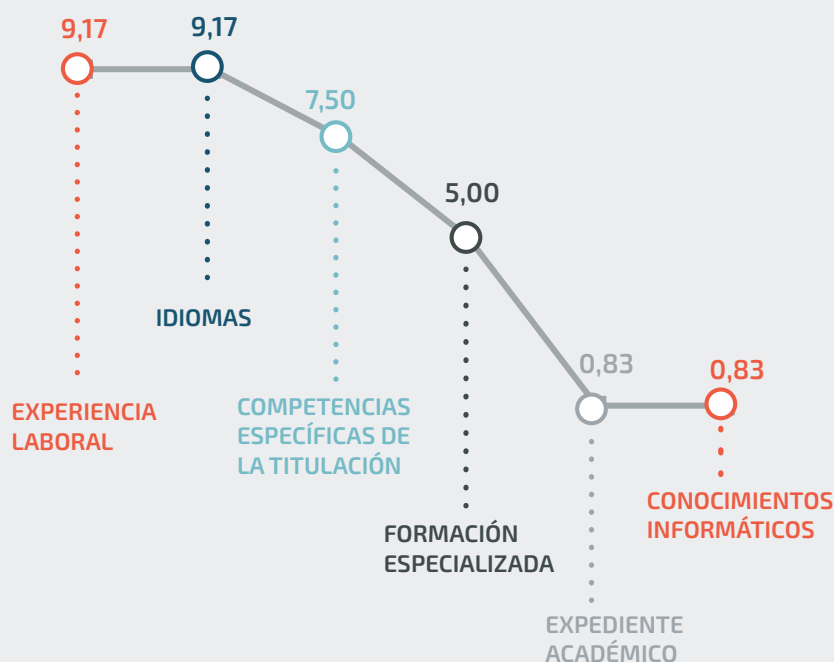 9,17
9,17
7,50
5,00
0,83
0,83
IDIOMAS
EXPERIENCIA
LABORAL
COMPETENCIAS
ESPECÍFICAS DE
LA TITULACIÓN
FORMACIÓN
ESPECIALIZADA
CONOCIMIENTOS
INFORMÁTICOS
EXPEDIENTE
ACADÉMICO